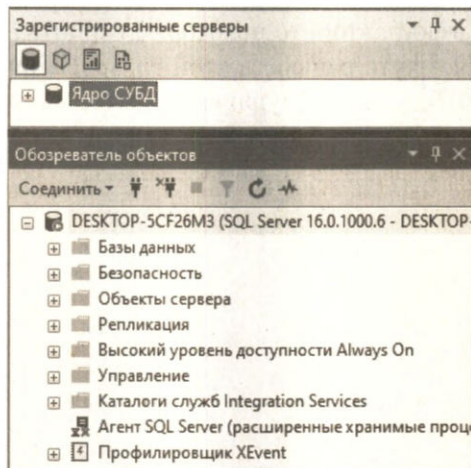 Зарегистрированные серверы
Ядро СУБД
Обозреватель объектов
Соединить
DESKTOP-5CF26M3 (SQL Server 16.0.1000.6 - DESKTOP-
Базы данных
Безопасность
Объекты сервера
Репликация
Высокий уровень доступности Always On
Управление
Каталоги служб Integration Services
Агент SQL Server (расширенные хранимые проце
Профилировщик XEvent